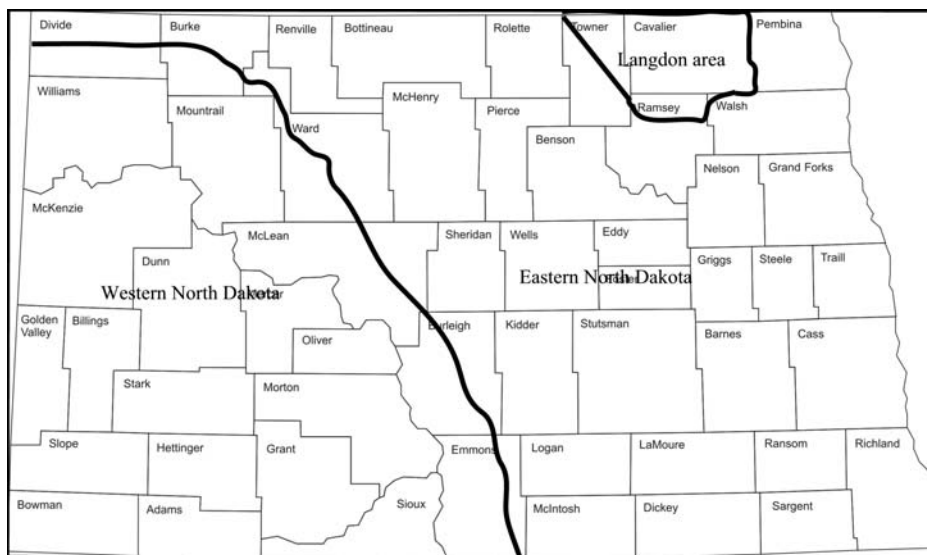 Divide
Burke
Renville
Bottineau
Rolette
Towner
Cavalier
Pembina
Langdon area
Williams
Mountrail
Ward
McHenry
Pierce
Benson
Ramsey
Walsh
Nelson
Grand Forks
McKenzie
McLean
Sheridan
Wells
Eddy
Dunn
Griggs
Steele
Traill
Western North Dakota
Eastern North Dakota
Golden
Valley
Billings
Oliver
Burleigh
Kidder
Stutsman
Barnes
Cass
Stark
Morton
Slope
Hettinger
Grant
Emmons
Logan
LaMoure
Ransom
Richland
Bowman
Adams
Sioux
McIntosh
Dickey
Sargent